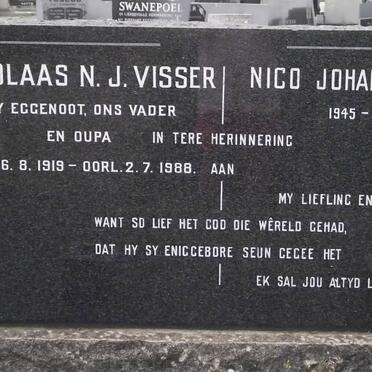 SWANEPOEL
OLAAS N. J. VISSER
NICO JOHA
Y EGGENOOT, ONS VADER
1945 -
EN OUPA
IN TERE HERINNERING
6. 8. 1919 - OORL. 2. 7. 1988. AAN
MY LIEFLING EN
WANT SO LIEF HET GOD DIE WÊRELD GEHAD,
DAT HY SY ENIGGEBORE SEUN GEGEE HET
EK SAL JOU ALTYD L